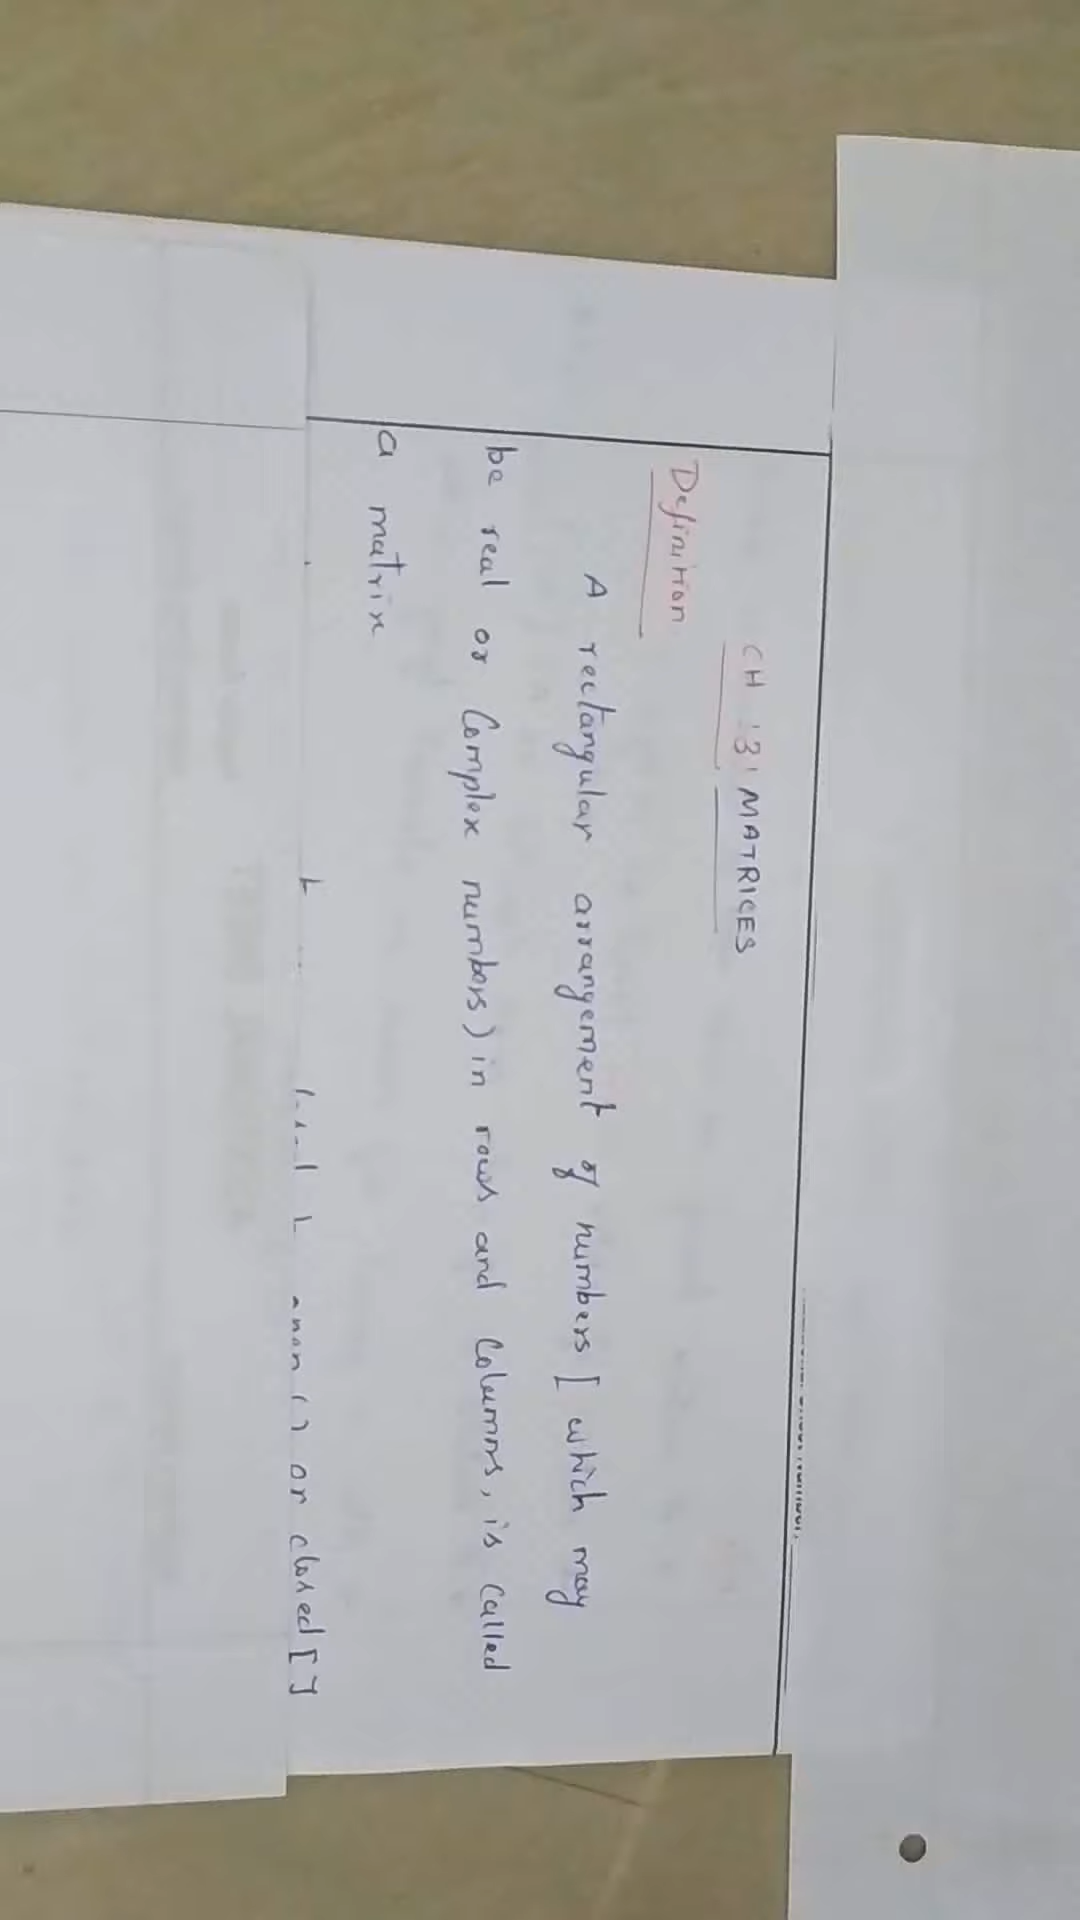 CH '3' MATRICES
Definition
A rectangular arrangement of numbers [ which may
be real or Complex numbers) in rows and Columns, is called
a matrix
or closed [ ]